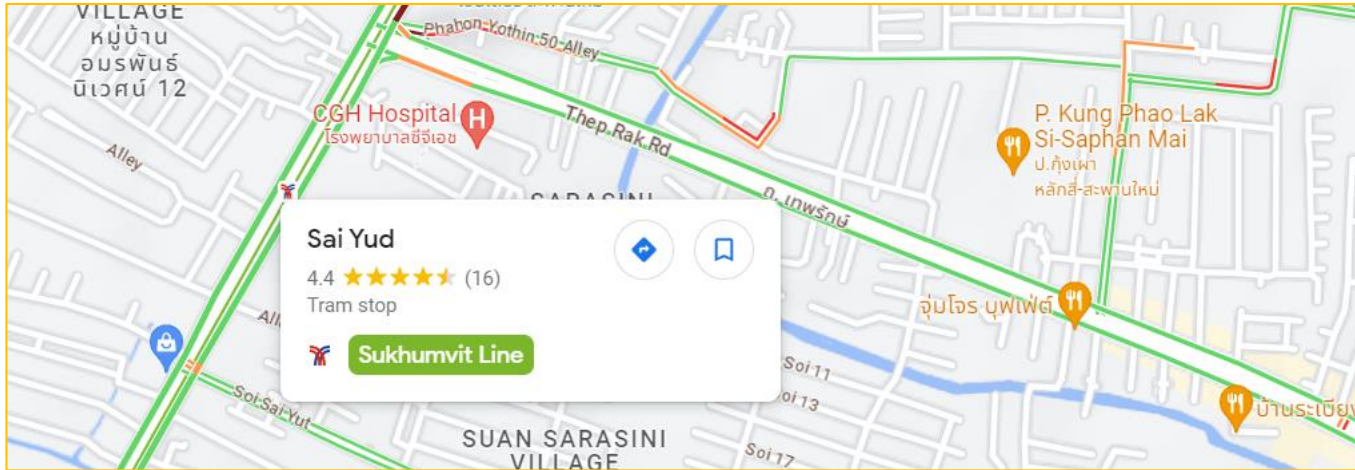 VILLAGE
หมู่บ้าน
อมรพันธ์
นิเวศน์ 12
Phahon Yothin 50 Alley
CGH Hospital
โรงพยาบาลซีจีเอช
H
Thep Rak Rd
ถ. เทพรักษ์
P. Kung Phao Lak
Si-Saphan Mai
ป.กุ้งเผา
หลักสี่-สะพานใหม่
Alley
SARASINI
Sai Yud
4.4 (16)
Tram stop
Sukhumvit Line
จุ่มโจร บุฟเฟ่ต์
Soi 11
oi 13
Soi Sai Yut
บ้านระเบียง
SUAN SARASINI
VILLAGE
Soi 17